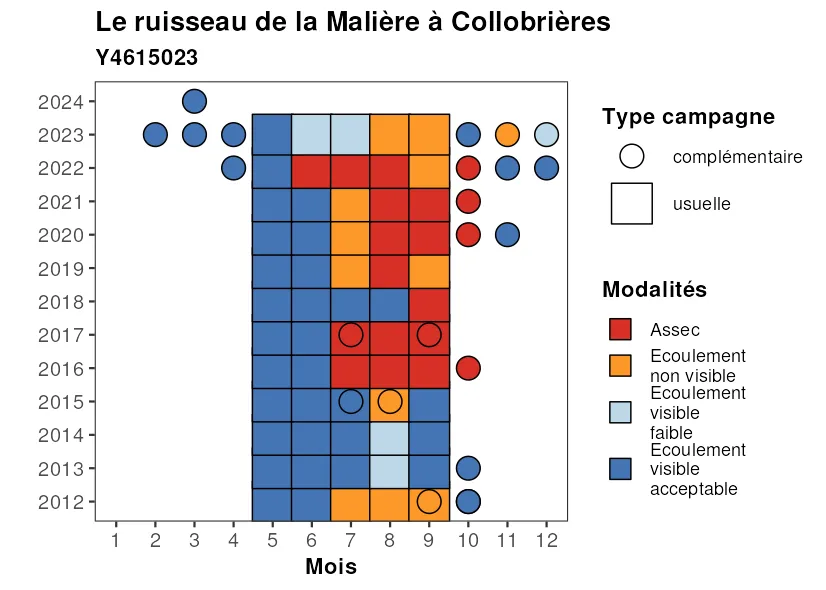 Le ruisseau de la Malière à Collobrières
Y4615023
2024
2023
2022
2021
2020
2019
2018
2017
2016
2015
2014
2013
2012
1 2 3 4 5 6 7 8 9 10 11 12
Mois
Type campagne
complémentaire
usuelle
Modalités
Assec
Ecoulement
non visible
Ecoulement
visible
faible
Ecoulement
visible
acceptable